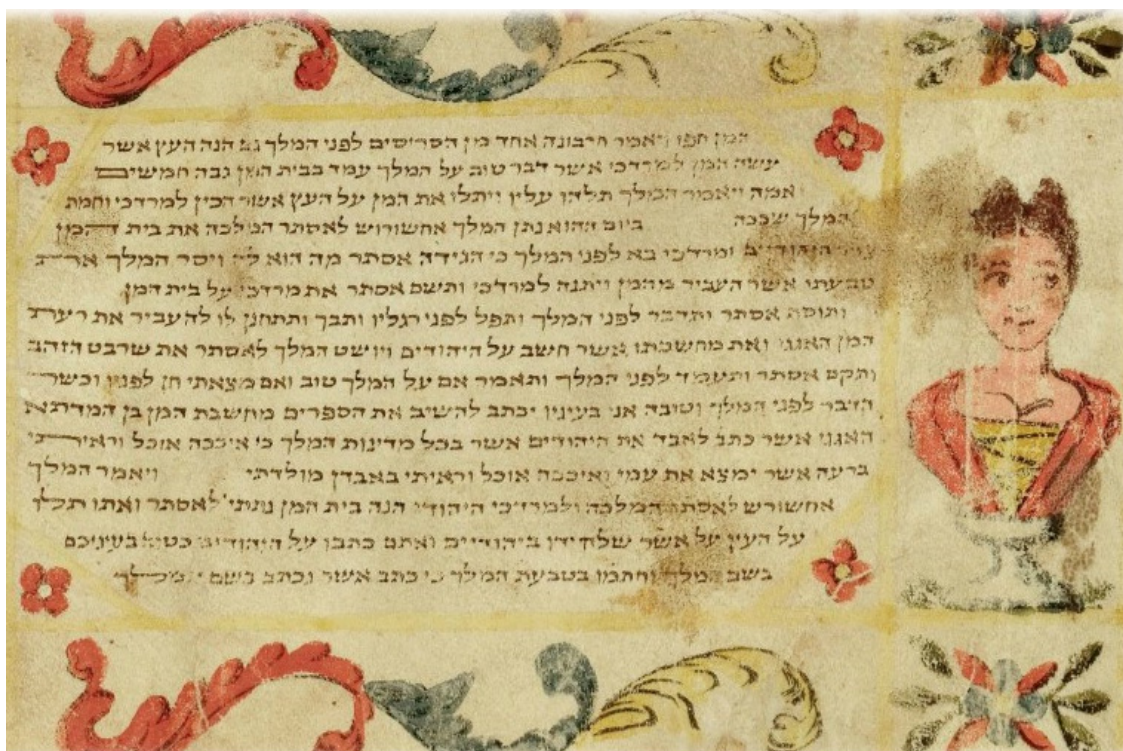 המן חפו ויאמר חרבונה אחד מן הסריסים לפני המלך גם הנה העץ אשר
עשה המן למרדכי אשר דבר טוב על המלך עמד בבית המן גבה חמשים
אמה ויאמר המלך תלהו עליו ויתלו את המן על העץ אשר הכין למרדכי וחמת
המלך שככה ביום ההוא נתן המלך אחשורוש לאסתר המלכה את בית המן
צרר היהודיים ומרדכי בא לפני המלך כי הגידה אסתר מה הוא לה ויסר המלך את
טבעתו אשר העביר מהמן ויתנה למרדכי ותשם אסתר את מרדכי על בית המן
ותוסף אסתר ותדבר לפני המלך ותפל לפני רגליו ותבך ותתחנן לו להעביר את רעת
המן האגגי ואת מחשבתו אשר חשב על היהודים ויושט המלך לאסתר את שרבט הזהב
ותקם אסתר ותעמד לפני המלך ותאמר אם על המלך טוב ואם מצאתי חן לפניו וכשר
הדבר לפני המלך וטובה אני בעיניו יכתב להשיב את הספרים מחשבת המן בן המדתא
האגגי אשר כתב לאבד את היהודים אשר בכל מדינות המלך כי איככה אוכל וראיתי
ברעה אשר ימצא את עמי ואיככה אוכל וראיתי באבדן מולדתי ויאמר המלך
אחשורש לאסתר המלכה ולמרדכי היהודי הנה בית המן נתתי לאסתר ואתו תלו
על העץ על אשר שלח ידו ביהודיים ואתם כתבו על היהודים כטוב בעיניכם
בשם המלך וחתמו בטבעת המלך כי כתב אשר נכתב בשם המלך